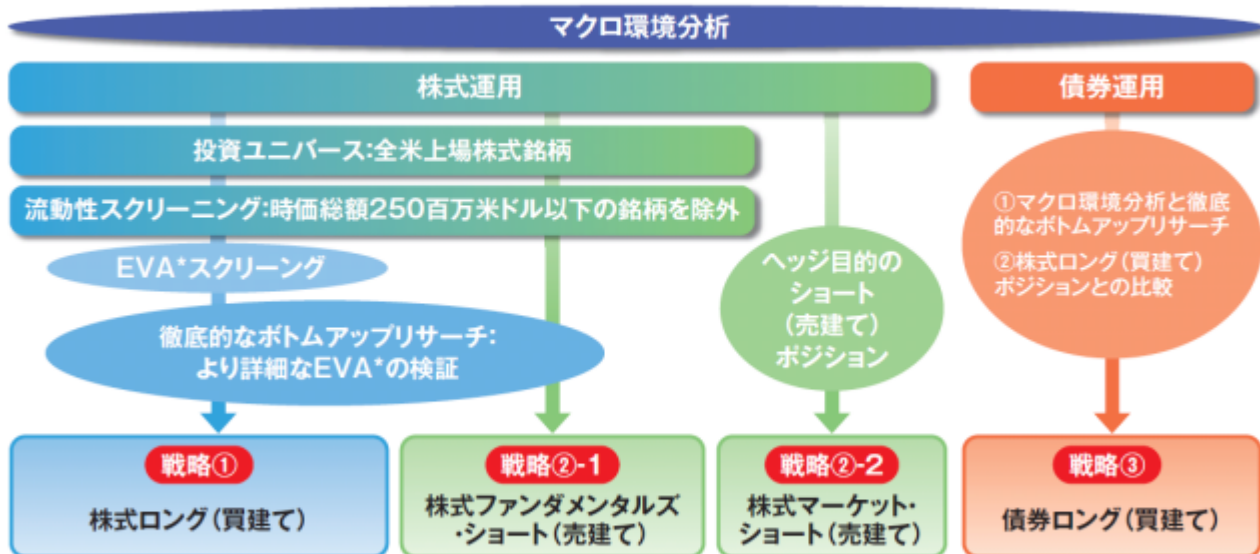 マクロ環境分析
株式運用
債券運用
投資ユニバース:全米上場株式銘柄
流動性スクリーニング:時価総額250百万米ドル以下の銘柄を除外
EVA*スクリーング
徹底的なボトムアップリサーチ:
より詳細なEVA*の検証
ヘッジ目的の
ショート
(売建て)
ポジション
①マクロ環境分析と徹底
的なボトムアップリサーチ
②株式ロング(買建て)
ポジションとの比較
戦略①
株式ロング(買建て)
戦略②-1
株式ファンダメンタルズ
・ショート(売建て)
戦略②-2
株式マーケット・
ショート(売建て)
戦略③
債券ロング(買建て)